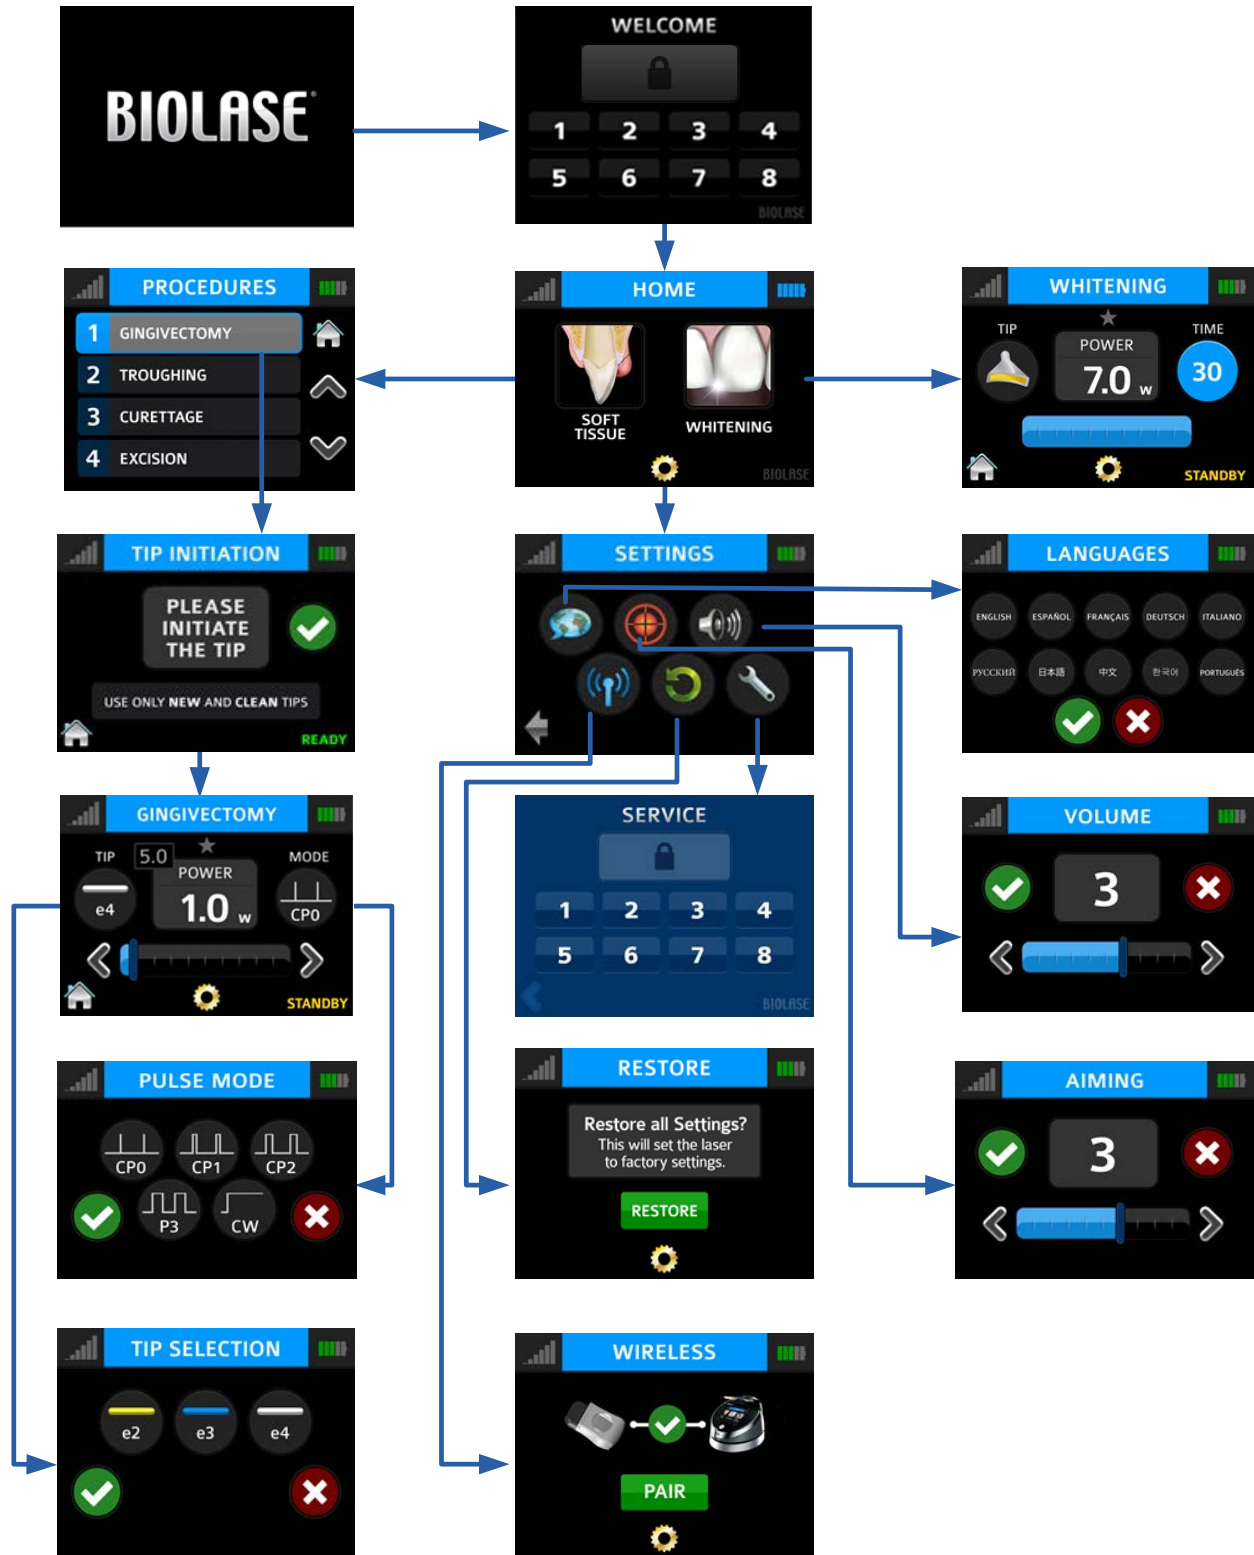 BIOLASE
WELCOME
1 2 3 4
5 6 7 8
BIOLASE
PROCEDURES
1 GINGIVECTOMY
2 TROUGHING
3 CURETTAGE
4 EXCISION
HOME
SOFT
TISSUE
WHITENING
BIOLASE
WHITENING
TIP
POWER
7.0 w
TIME
30
STANDBY
TIP INITIATION
PLEASE
INITIATE
THE TIP
USE ONLY NEW AND CLEAN TIPS
READY
SETTINGS
LANGUAGES
ENGLISH ESPAÑOL FRANÇAIS DEUTSCH ITALIANO
РУССКИЙ 日本語 中文 한국어 PORTUGUÊS
GINGIVECTOMY
TIP
e4
5.0
POWER
1.0 w
MODE
CP0
STANDBY
SERVICE
1 2 3 4
5 6 7 8
BIOLASE
VOLUME
3
PULSE MODE
CP0 CP1 CP2
P3 CW
RESTORE
Restore all Settings?
This will set the laser
to factory settings.
RESTORE
AIMING
3
TIP SELECTION
e2 e3 e4
WIRELESS
PAIR